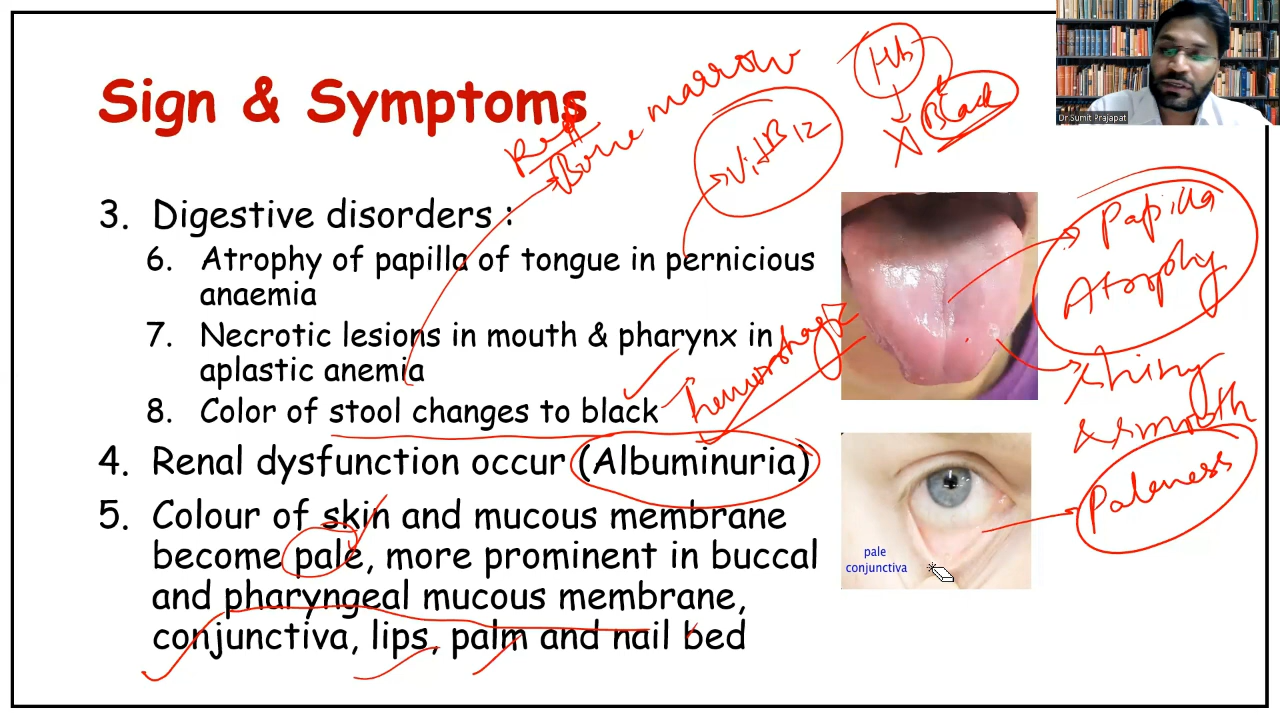 Sign & Symptoms
3. Digestive disorders :
6. Atrophy of papilla of tongue in pernicious
anaemia
7. Necrotic lesions in mouth & pharynx in
aplastic anemia
8. Color of stool changes to black
4. Renal dysfunction occur (Albuminuria)
5. Colour of skin and mucous membrane
become pale, more prominent in buccal
and pharyngeal mucous membrane,
conjunctiva, lips, palm and nail bed
Red
Bone marrow
Vit B12
Hb
Black
hemorrhage
Papilla
Atrophy
shiny
& smooth
Paleness
pale
conjunctiva
Dr Sumit Prajapat